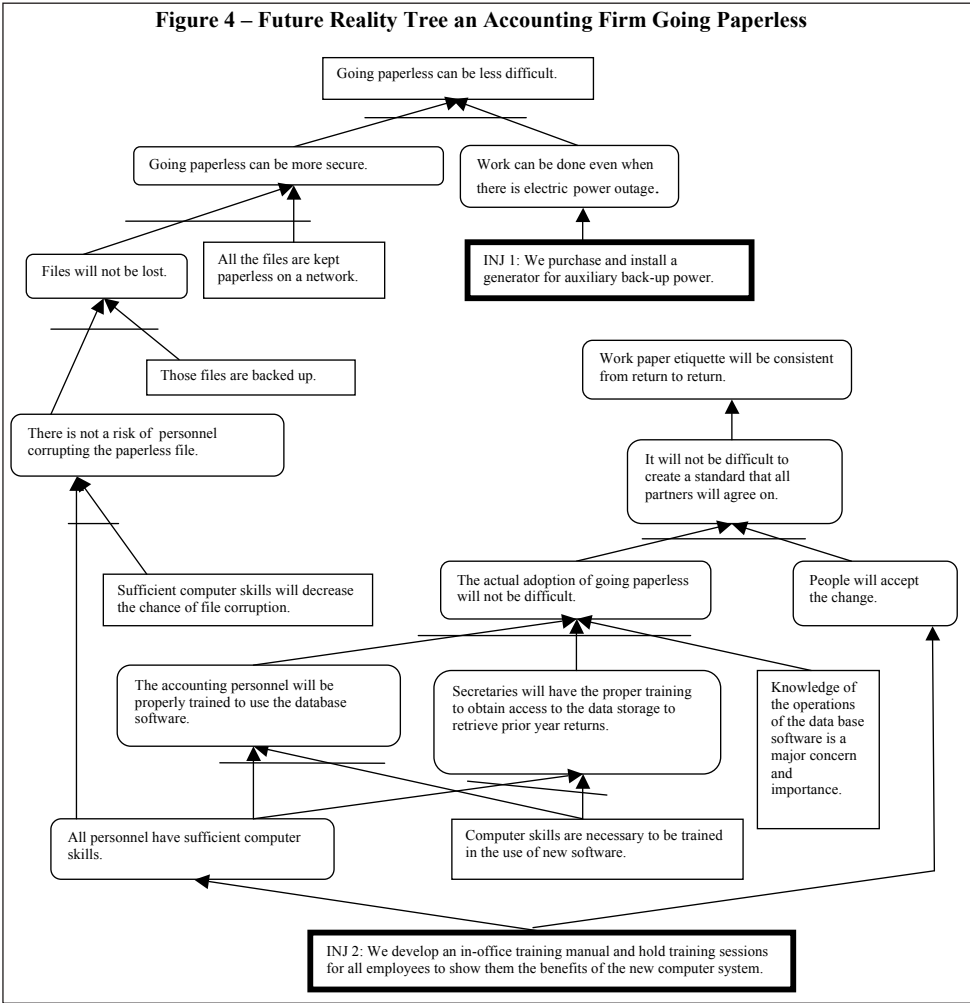 Figure 4 – Future Reality Tree an Accounting Firm Going Paperless
Going paperless can be less difficult.
Going paperless can be more secure.
Work can be done even when
there is electric power outage.
Files will not be lost.
All the files are kept
paperless on a network.
INJ 1: We purchase and install a
generator for auxiliary back-up power.
Those files are backed up.
Work paper etiquette will be consistent
from return to return.
There is not a risk of personnel
corrupting the paperless file.
It will not be difficult to
create a standard that all
partners will agree on.
Sufficient computer skills will decrease
the chance of file corruption.
The actual adoption of going paperless
will not be difficult.
People will accept
the change.
The accounting personnel will be
properly trained to use the database
software.
Secretaries will have the proper training
to obtain access to the data storage to
retrieve prior year returns.
Knowledge of
the operations
of the data base
software is a
major concern
and
importance.
All personnel have sufficient computer
skills.
Computer skills are necessary to be trained
in the use of new software.
INJ 2: We develop an in-office training manual and hold training sessions
for all employees to show them the benefits of the new computer system.